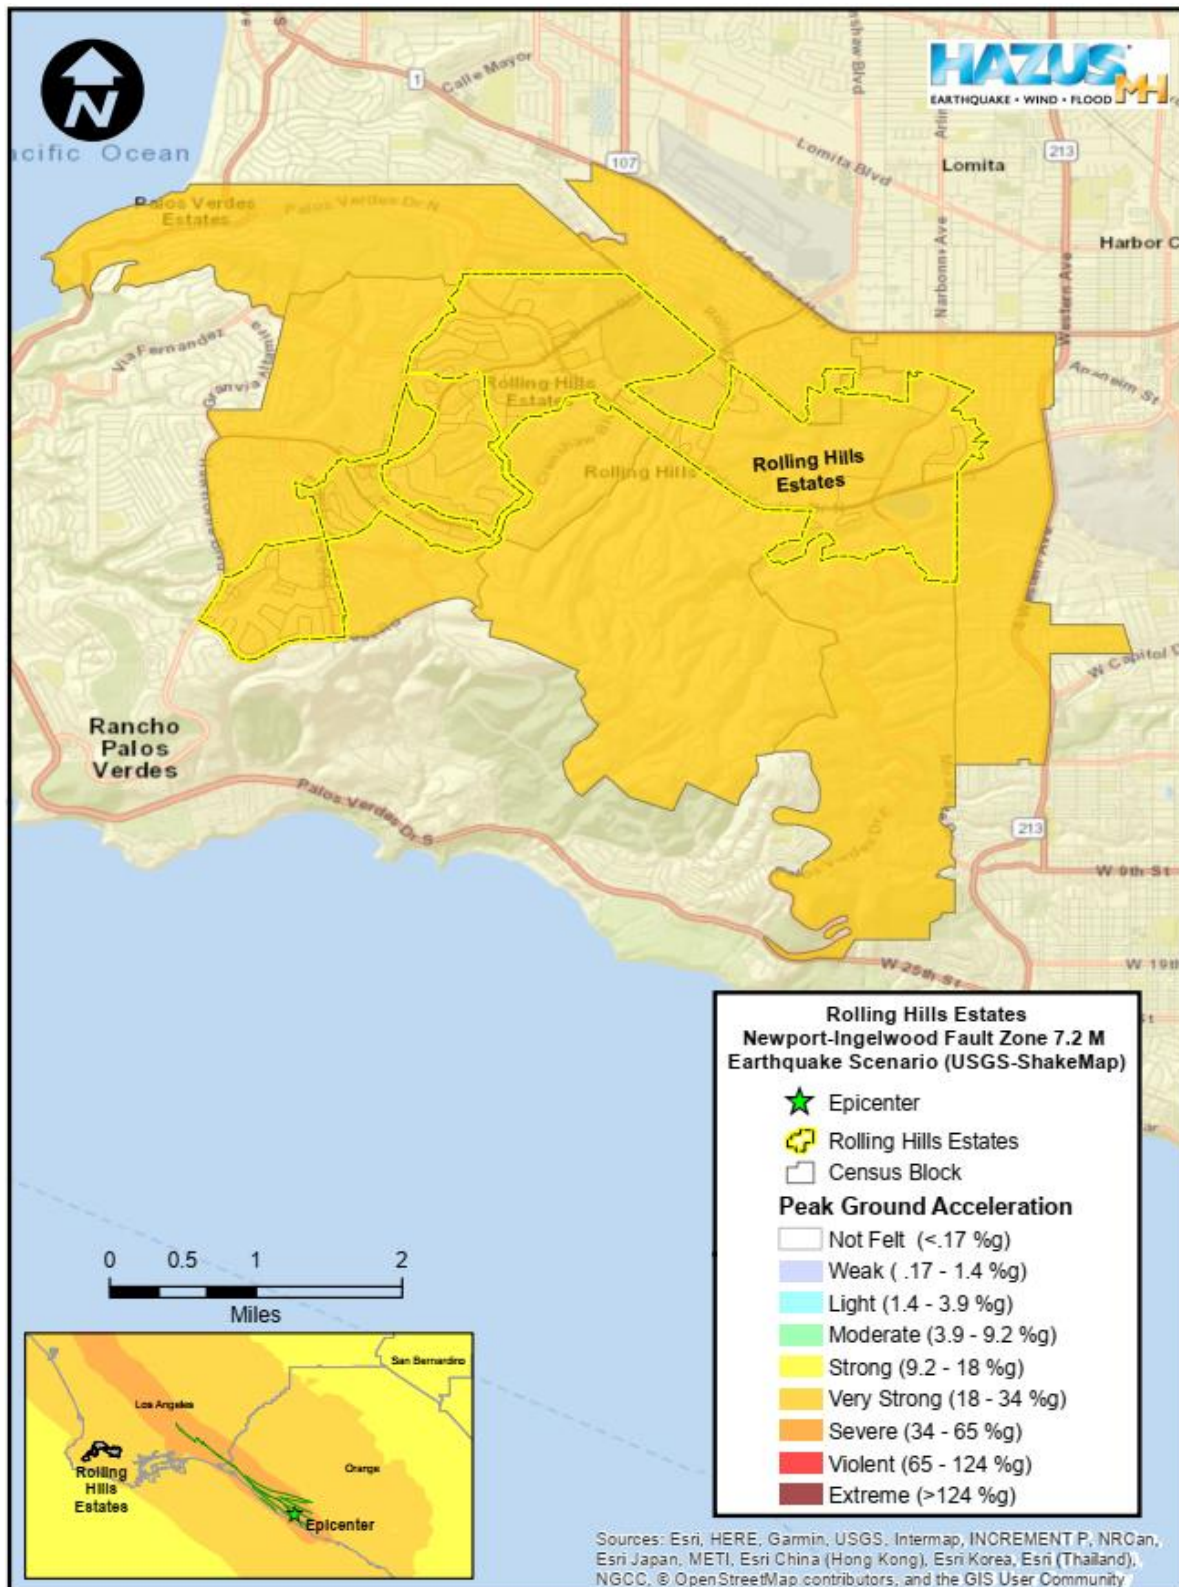 N
HAZUS MH
EARTHQUAKE • WIND • FLOOD
Calle Mayor
1
acific Ocean
107
Lomita Blvd
213
Lomita
Harbor C
Palos Verdes
Estates
Palos Verdes Dr N
Narbonne Ave
Western Ave
Anaheim St
Via Fernandez
Rolling Hills
Estates
Rolling Hills
Rolling Hills
Estates
W Capitol D
Rancho
Palos
Verdes
Palos Verdes Dr S
213
W 9th St
W 25th St
W 19th
Rolling Hills Estates
Newport-Ingelwood Fault Zone 7.2 M
Earthquake Scenario (USGS-ShakeMap)
Epicenter
Rolling Hills Estates
Census Block
Peak Ground Acceleration
Not Felt (<.17 %g)
Weak ( .17 - 1.4 %g)
Light (1.4 - 3.9 %g)
Moderate (3.9 - 9.2 %g)
Strong (9.2 - 18 %g)
Very Strong (18 - 34 %g)
Severe (34 - 65 %g)
Violent (65 - 124 %g)
Extreme (>124 %g)
0 0.5 1 2
Miles
San Bernardino
Los Angeles
Orange
Rolling
Hills
Estates
Epicenter
Sources: Esri, HERE, Garmin, USGS, Intermap, INCREMENT P, NRCan,
Esri Japan, METI, Esri China (Hong Kong), Esri Korea, Esri (Thailand),
NGCC, © OpenStreetMap contributors, and the GIS User Community